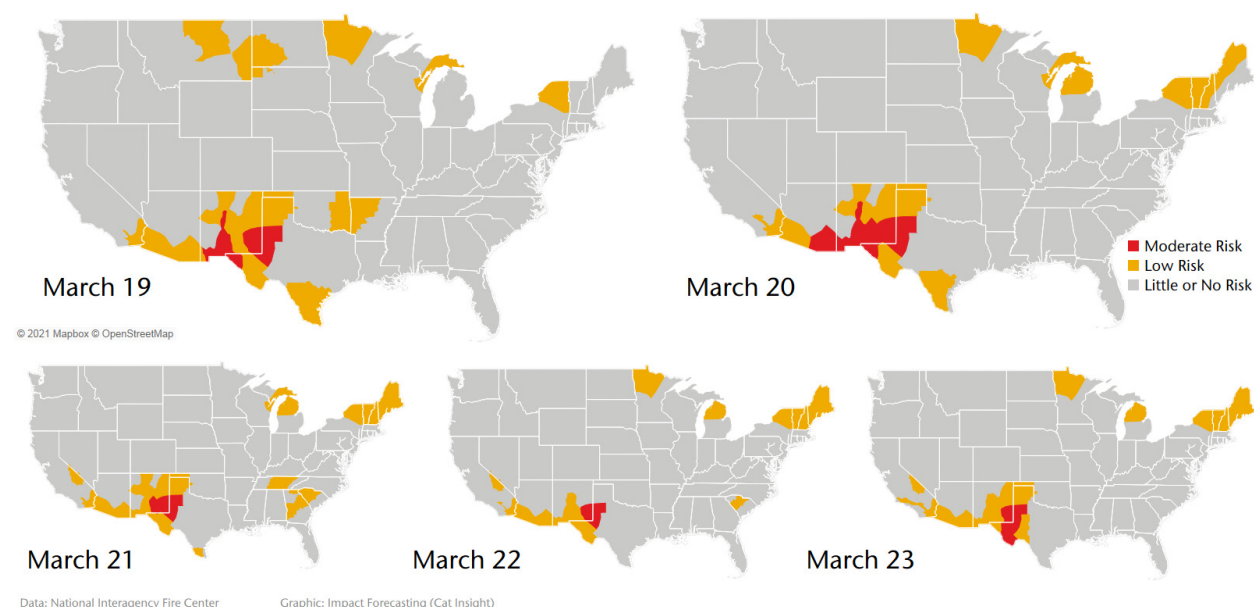 March 19
March 20
Moderate Risk
Low Risk
Little or No Risk
© 2021 Mapbox © OpenStreetMap
March 21
March 22
March 23
Data: National Interagency Fire Center
Graphic: Impact Forecasting (Cat Insight)